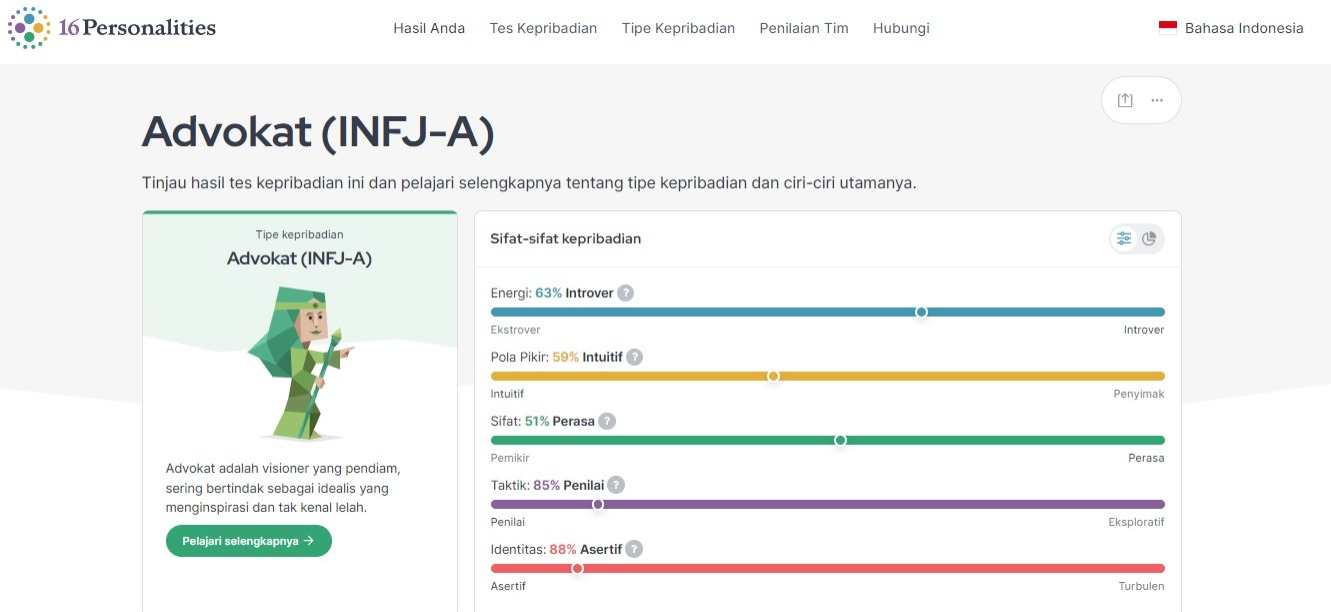 16Personalities
Hasil Anda
Tes Kepribadian
Tipe Kepribadian
Penilaian Tim
Hubungi
Bahasa Indonesia
Advokat (INFJ-A)
Tinjau hasil tes kepribadian ini dan pelajari selengkapnya tentang tipe kepribadian dan ciri-ciri utamanya.
Tipe kepribadian
Advokat (INFJ-A)
Advokat adalah visioner yang pendiam,
sering bertindak sebagai idealis yang
menginspirasi dan tak kenal lelah.
Pelajari selengkapnya →
Sifat-sifat kepribadian
Energi: 63% Introver ?
Ekstrover
Introver
Pola Pikir: 59% Intuitif ?
Intuitif
Penyimak
Sifat: 51% Perasa ?
Pemikir
Perasa
Taktik: 85% Penilai ?
Penilai
Eksploratif
Identitas: 88% Asertif ?
Asertif
Turbulen